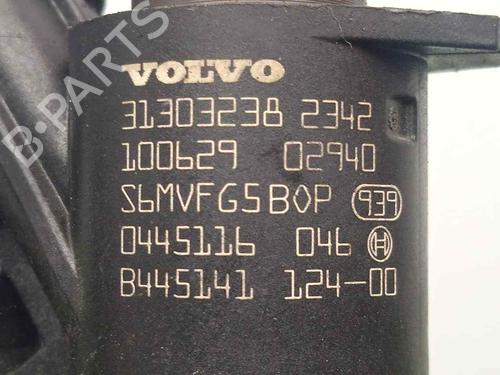 VOLVO
31303238 2342
100629 02940
S6MVFG5B0P 939
0445116 046
B445141 124-00
B-PARTS